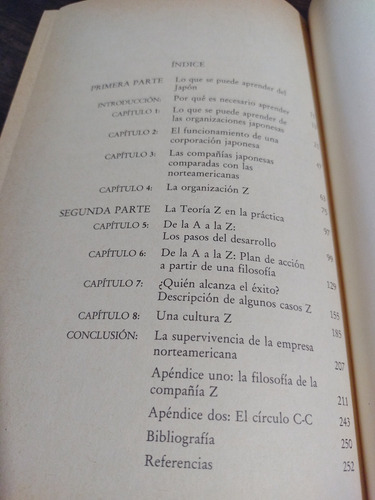 ÍNDICE
PRIMERA PARTE Lo que se puede aprender del
Japón
INTRODUCCIÓN: Por qué es necesario aprender
CAPÍTULO 1: Lo que se puede aprender de
las organizaciones japonesas
CAPÍTULO 2: El funcionamiento de una
corporación japonesa
CAPÍTULO 3: Las compañías japonesas
comparadas con las
norteamericanas
CAPÍTULO 4: La organización Z
SEGUNDA PARTE La Teoría Z en la práctica 75
CAPÍTULO 5: De la A a la Z: 97
Los pasos del desarrollo
CAPÍTULO 6: De la A a la Z: Plan de acción 99
a partir de una filosofía
CAPÍTULO 7: ¿Quién alcanza el éxito? 129
Descripción de algunos casos Z
CAPÍTULO 8: Una cultura Z 155
CONCLUSIÓN: La supervivencia de la empresa 185
norteamericana
207
Apéndice uno: la filosofía de la
compañía Z 211
Apéndice dos: El círculo C-C 243
Bibliografía 250
Referencias 252